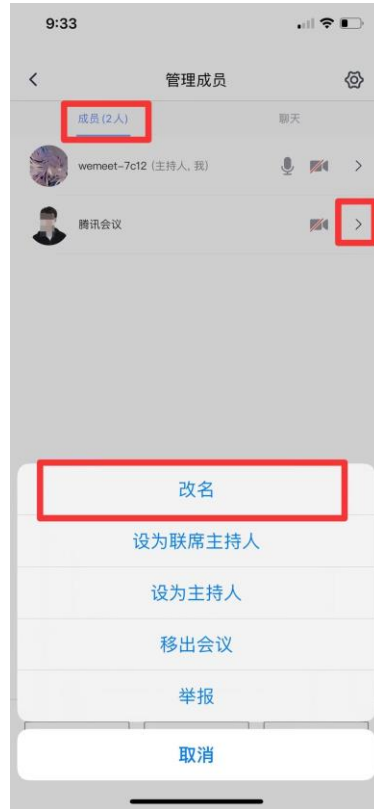 9:33
管理成员
成员(2人) 聊天
wemeet-7c12 (主持人, 我)
腾讯会议
改名
设为联席主持人
设为主持人
移出会议
举报
取消